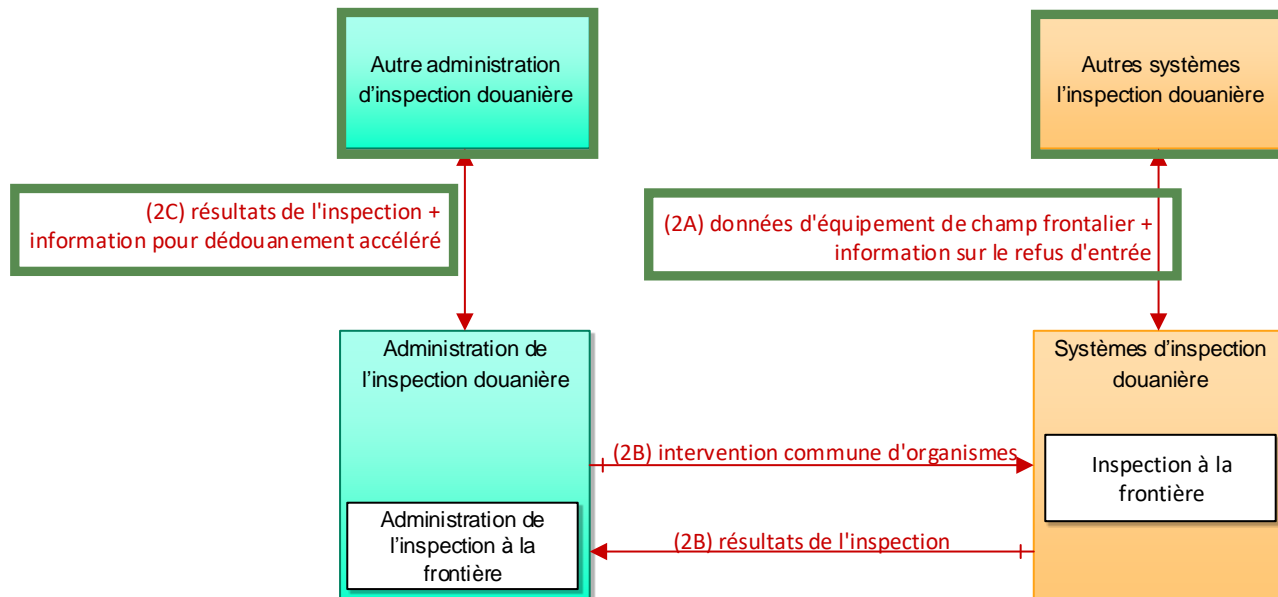 Autre administration
d'inspection douanière
Autres systèmes
l'inspection douanière
(2C) résultats de l'inspection +
information pour dédouanement accéléré
(2A) données d'équipement de champ frontalier +
information sur le refus d'entrée
Administration de
l'inspection douanière
Systèmes d'inspection
douanière
(2B) intervention commune d'organismes
Inspection à la
frontière
Administration de
l'inspection à la
frontière
(2B) résultats de l'inspection